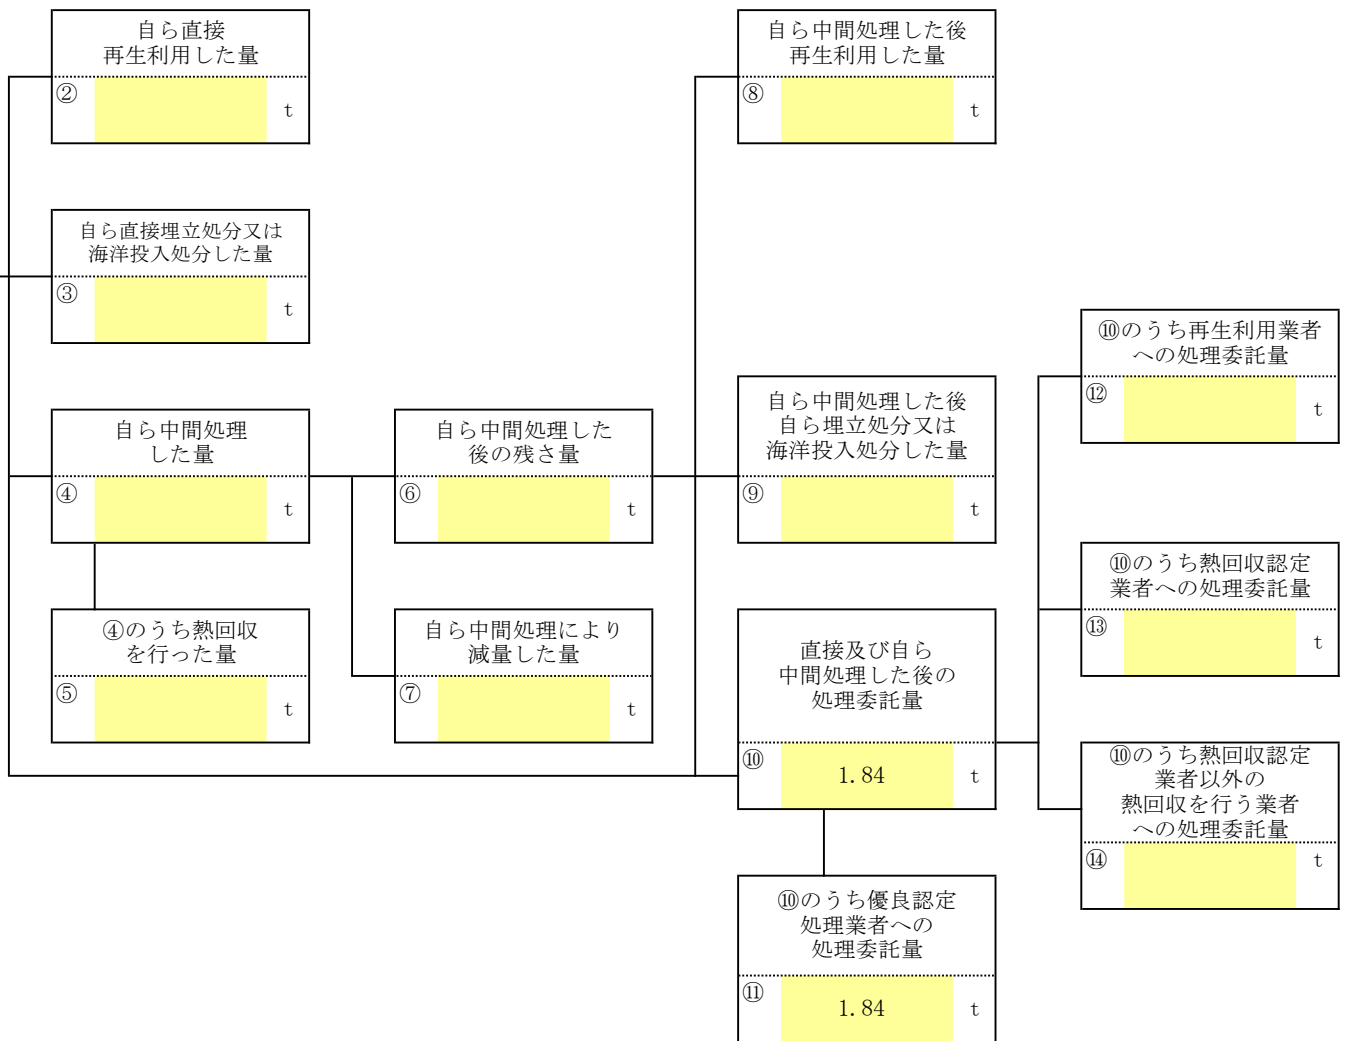 自ら直接
再生利用した量
②
t
自ら中間処理した後
再生利用した量
⑧
t
自ら直接埋立処分又は
海洋投入処分した量
③
t
⑩のうち再生利用業者
への処理委託量
⑫
t
自ら中間処理
した量
④
t
自ら中間処理した
後の残さ量
⑥
t
自ら中間処理した後
自ら埋立処分又は
海洋投入処分した量
⑨
t
⑩のうち熱回収認定
業者への処理委託量
⑬
t
④のうち熱回収
を行った量
⑤
t
自ら中間処理により
減量した量
⑦
t
直接及び自ら
中間処理した後の
処理委託量
⑩ 1.84 t
⑩のうち熱回収認定
業者以外の
熱回収を行う業者
への処理委託量
⑭
t
⑩のうち優良認定
処理業者への
処理委託量
⑪ 1.84 t